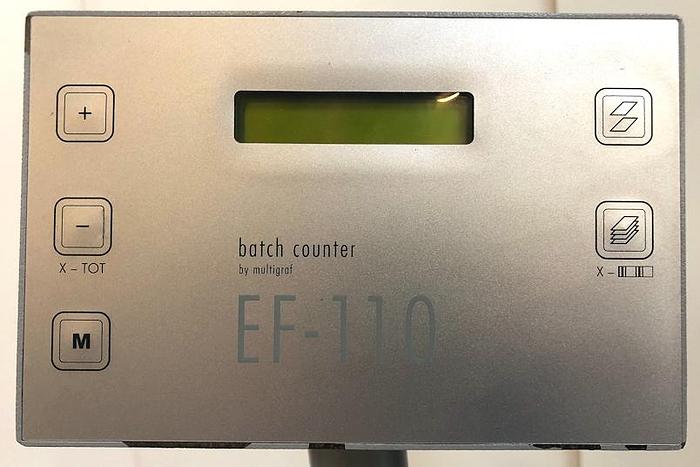 +
−
X – TOT
M
batch counter
by multigraf
EF-110
X –